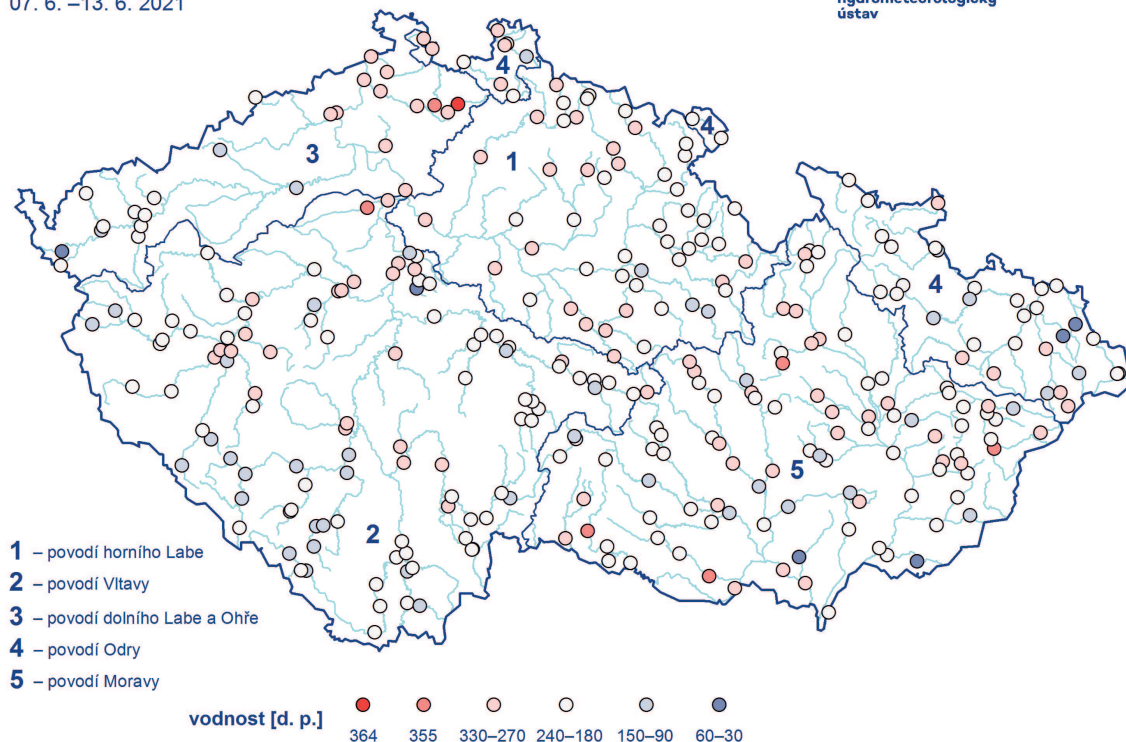 07. 6. –13. 6. 2021
hydrometeorologický
ústav
4
4
3
1
4
5
2
1 – povodí horního Labe
2 – povodí Vltavy
3 – povodí dolního Labe a Ohře
4 – povodí Odry
5 – povodí Moravy
vodnost [d. p.]
364 355 330–270 240–180 150–90 60–30